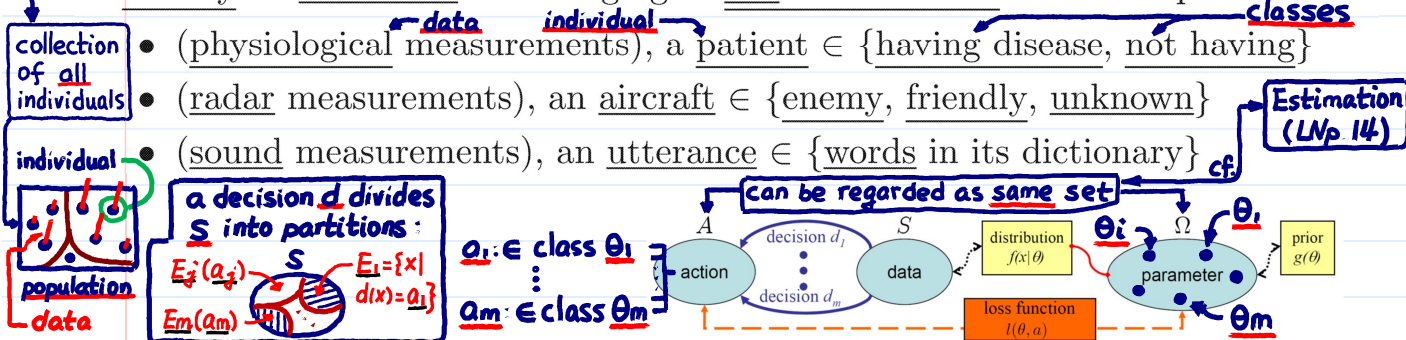 data
individual
classes
collection
of all
individuals
• (physiological measurements), a patient ∈ {having disease, not having}
• (radar measurements), an aircraft ∈ {enemy, friendly, unknown}
• (sound measurements), an utterance ∈ {words in its dictionary}
Estimation
(LNp.14)
cf.
individual
population
data
a decision d divides
S into partitions:
S
Ej(aj)
E1={x|
d(x)=a1}
Em(am)
can be regarded as same set
a1: ∈ class θ1
⋮
am: ∈ class θm
A
action
decision d1
decision dm
S
data
distribution
f(x|θ)
Ω
θi
θ1
parameter
θm
prior
g(θ)
loss function
l(θ, a)